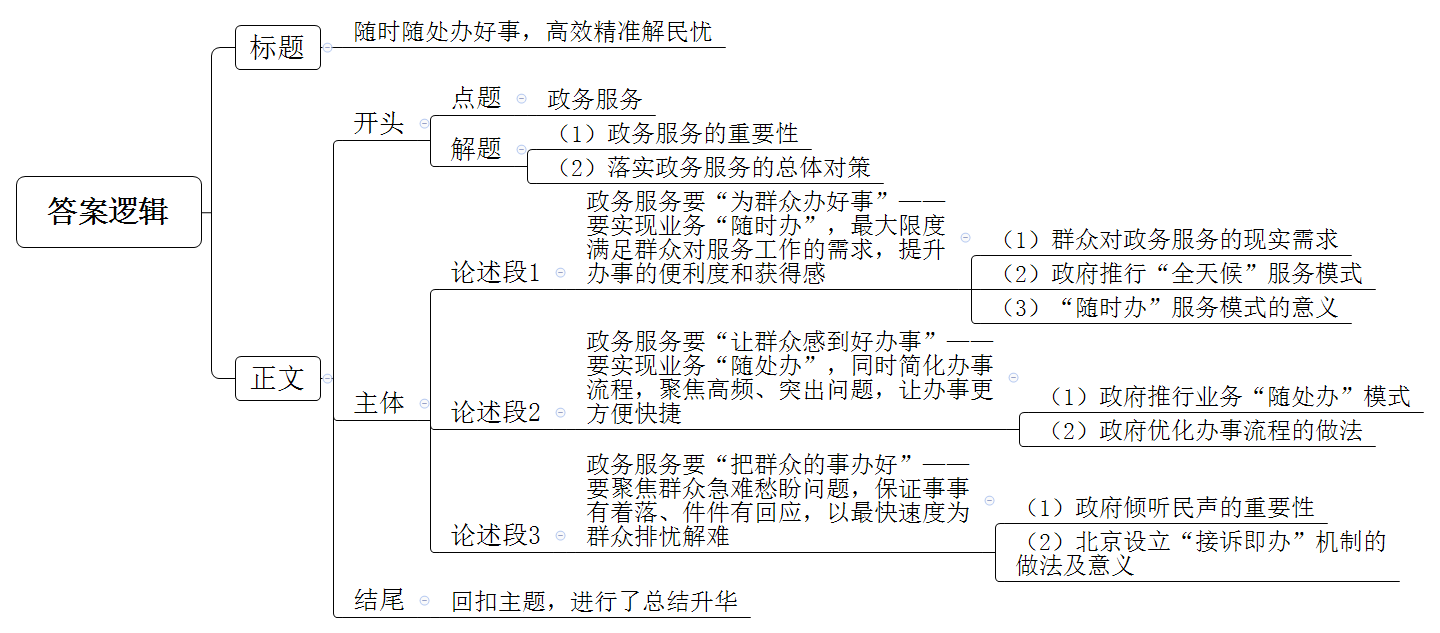 答案逻辑
标题
随时随处办好事，高效精准解民忧
正文
开头
点题
政务服务
解题
（1）政务服务的重要性
（2）落实政务服务的总体对策
主体
论述段1
政务服务要“为群众办好事”——
要实现业务“随时办”，最大限度
满足群众对服务工作的需求，提升
办事的便利度和获得感
（1）群众对政务服务的现实需求
（2）政府推行“全天候”服务模式
（3）“随时办”服务模式的意义
论述段2
政务服务要“让群众感到好办事”——
要实现业务“随处办”，同时简化办事
流程，聚焦高频、突出问题，让办事更
方便快捷
（1）政府推行业务“随处办”模式
（2）政府优化办事流程的做法
论述段3
政务服务要“把群众的事办好”——
要聚焦群众急难愁盼问题，保证事事
有着落、件件有回应，以最快速度为
群众排忧解难
（1）政府倾听民声的重要性
（2）北京设立“接诉即办”机制的
做法及意义
结尾
回扣主题，进行了总结升华